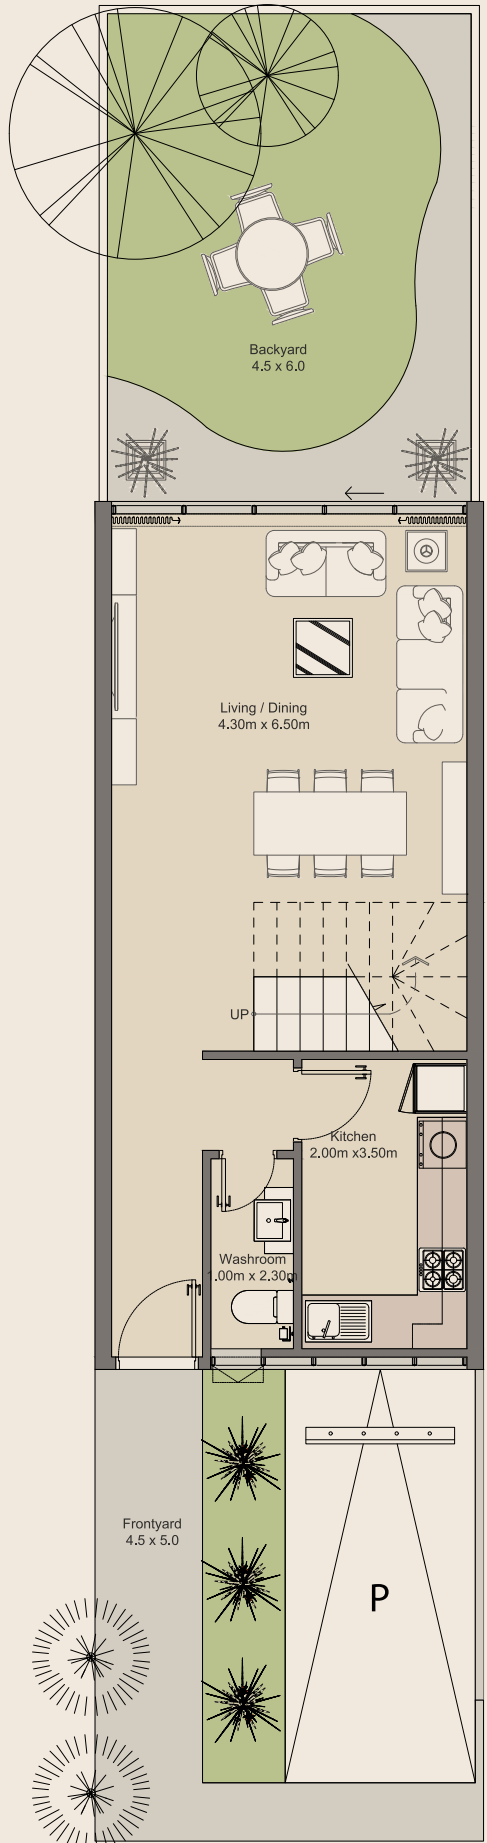 Backyard
4.5 x 6.0
Living / Dining
4.30m x 6.50m
UP
Kitchen
2.00m x3.50m
Washroom
1.00m x 2.30m
Frontyard
4.5 x 5.0
P